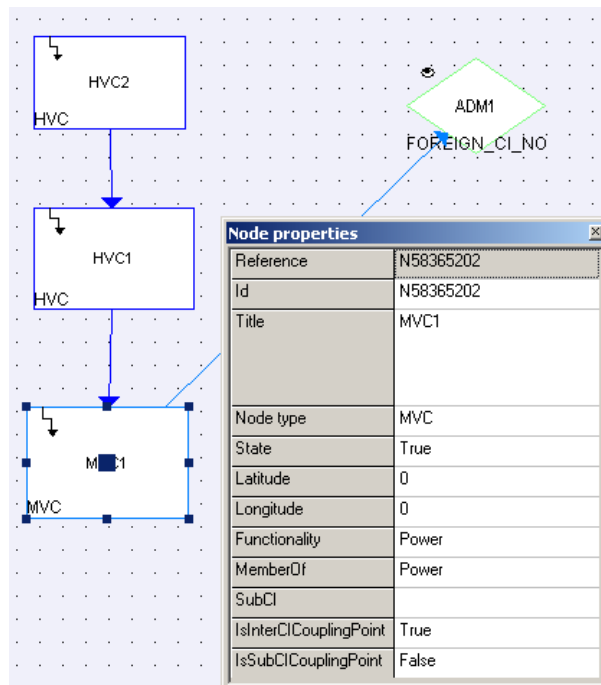 HVC2
HVC
ADM1
FOREIGN_CI_NO
HVC1
HVC
MVC
Node properties
Reference N58365202
Id N58365202
Title MVC1
Node type MVC
State True
Latitude 0
Longitude 0
Functionality Power
MemberOf Power
SubCI
IsInterCICouplingPoint True
IsSubCICouplingPoint False